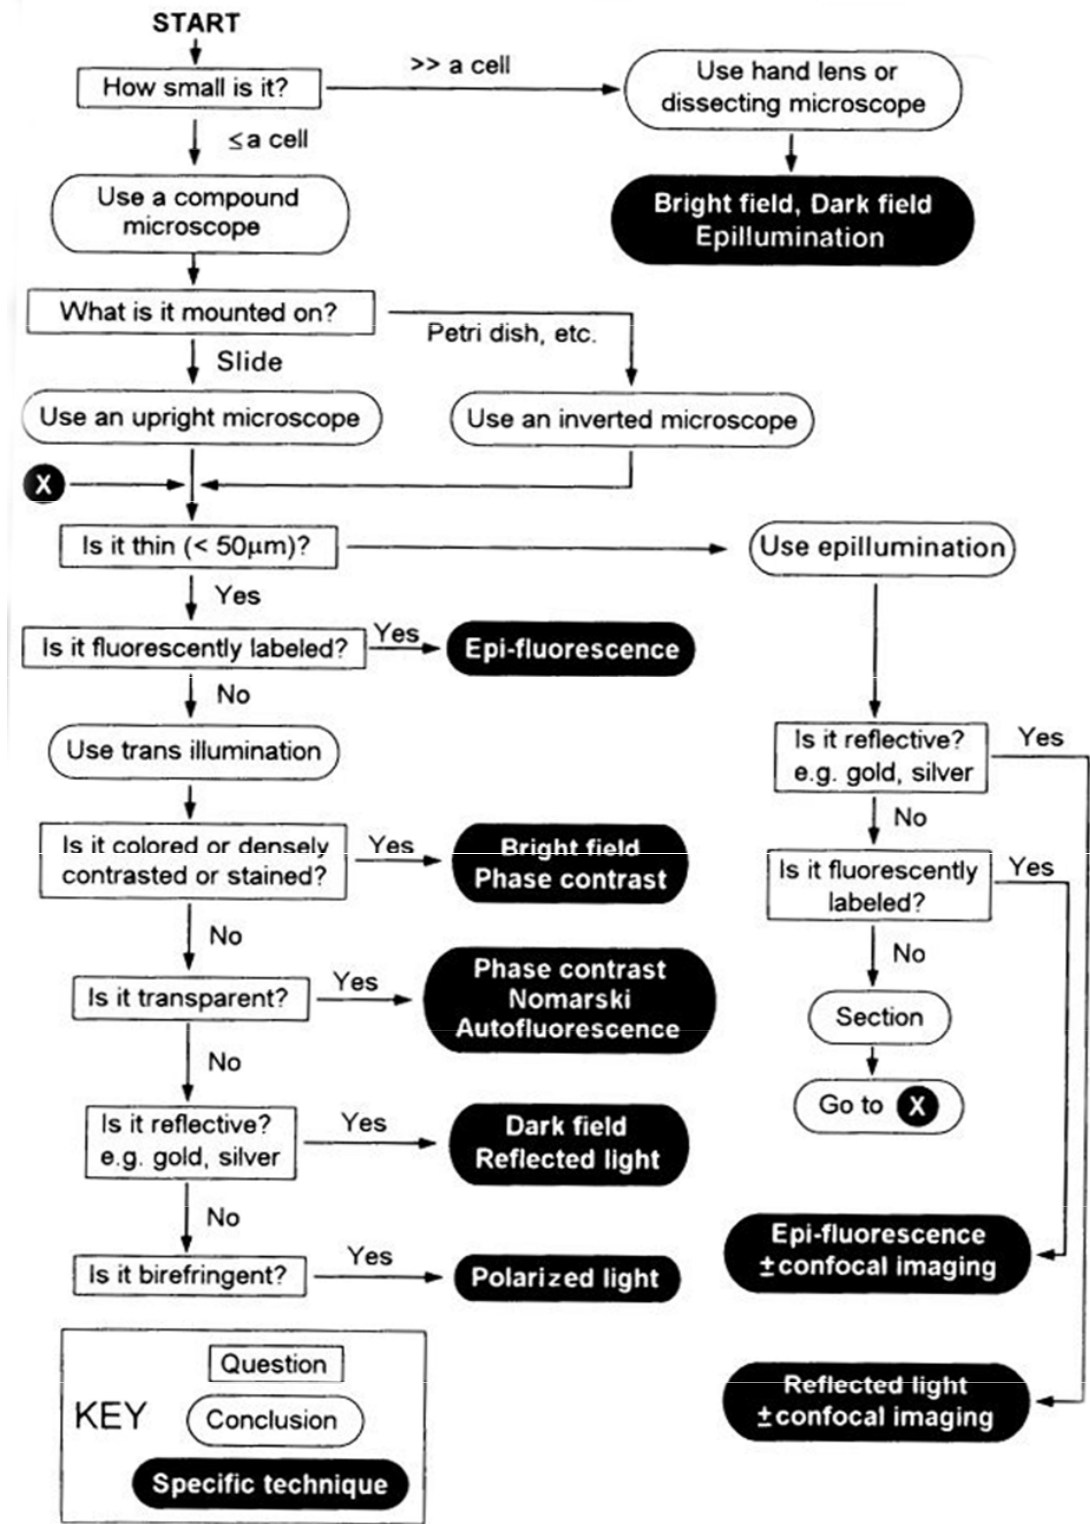 START
How small is it?
>> a cell
Use hand lens or
dissecting microscope
≤ a cell
Use a compound
microscope
Bright field, Dark field
Epillumination
What is it mounted on?
Petri dish, etc.
Slide
Use an upright microscope
Use an inverted microscope
X
Is it thin (< 50μm)?
Use epillumination
Yes
Is it fluorescently labeled?
Yes
Epi-fluorescence
No
Use trans illumination
Is it reflective?
e.g. gold, silver
Yes
No
Is it colored or densely
contrasted or stained?
Yes
Bright field
Phase contrast
Is it fluorescently
labeled?
Yes
No
No
Is it transparent?
Yes
Phase contrast
Nomarski
Autofluorescence
Section
Go to X
No
Is it reflective?
e.g. gold, silver
Yes
Dark field
Reflected light
No
Epi-fluorescence
±confocal imaging
Is it birefringent?
Yes
Polarized light
Reflected light
±confocal imaging
KEY
Question
Conclusion
Specific technique